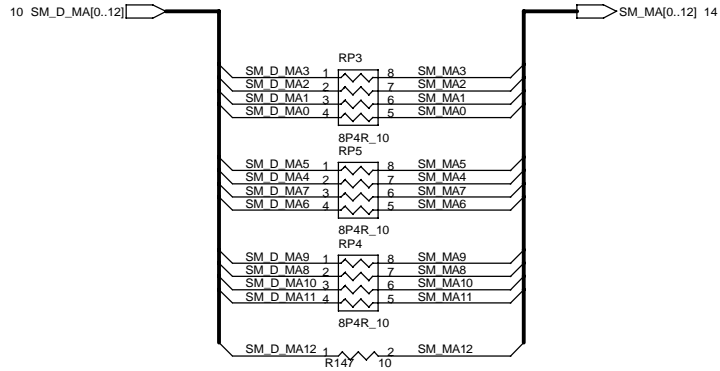 10 SM_D_MA[0..12] SM_MA[0..12] 14
RP3
SM_D_MA3 1 8 SM_MA3
SM_D_MA2 2 7 SM_MA2
SM_D_MA1 3 6 SM_MA1
SM_D_MA0 4 5 SM_MA0
8P4R_10
RP5
SM_D_MA5 1 8 SM_MA5
SM_D_MA4 2 7 SM_MA4
SM_D_MA7 3 6 SM_MA7
SM_D_MA6 4 5 SM_MA6
8P4R_10
RP4
SM_D_MA9 1 8 SM_MA9
SM_D_MA8 2 7 SM_MA8
SM_D_MA10 3 6 SM_MA10
SM_D_MA11 4 5 SM_MA11
8P4R_10
SM_D_MA12 1 2 SM_MA12
R147 10